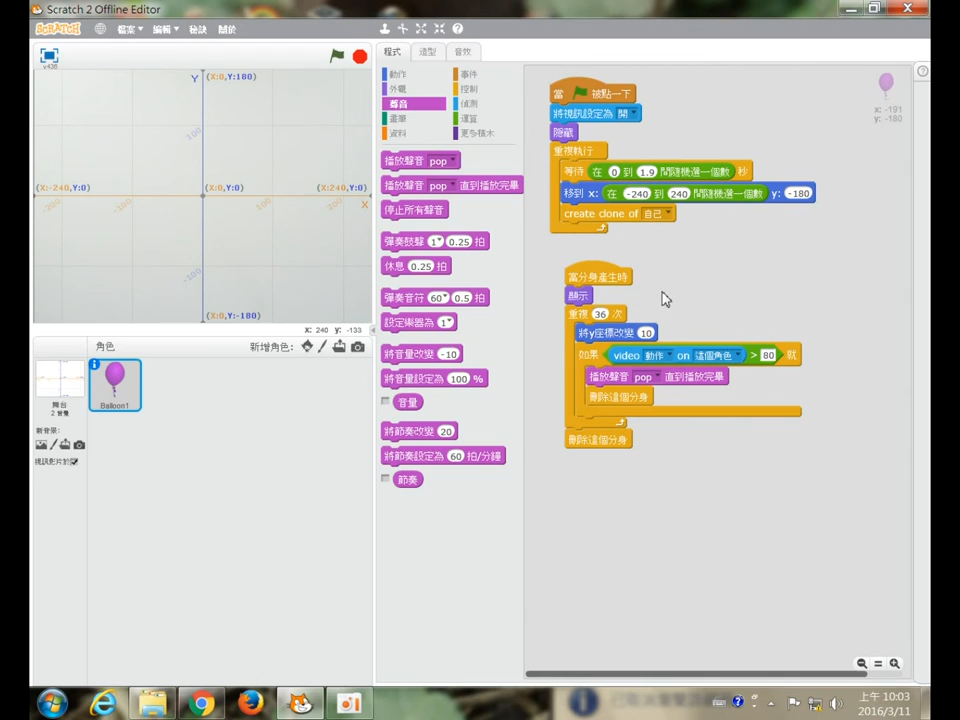 Scratch 2 Offline Editor
SCRATCH 檔案 編輯 秘訣 關於
v438
程式 造型 音效
Y (X:0,Y:180)
100
(X:-240,Y:0) (X:0,Y:0) (X:240,Y:0)
-200 -100 100 200 X
-100
(X:0,Y:-180)
x: 240 y: -133
角色 新增角色:
舞台
2 背景
新背景:
Balloon1
動作 事件
外觀 控制
聲音 偵測
畫筆 運算
資料 更多積木
播放聲音 pop
播放聲音 pop 直到播放完畢
停止所有聲音
彈奏鼓聲 1 0.25 拍
休息 0.25 拍
彈奏音符 60 0.5 拍
設定樂器為 1
將音量改變 -10
將音量設定為 100 %
音量
將節奏改變 20
將節奏設定為 60 拍/分鐘
節奏
當 被點一下
將視訊設定為 開
隱藏
重複執行
等待 在 0 到 1.9 間隨機選一個數 秒
移到 x: 在 -240 到 240 間隨機選一個數 y: -180
create clone of 自己
當分身產生時
顯示
重複 36 次
將y座標改變 10
如果 video 動作 on 這個角色 > 80 就
播放聲音 pop 直到播放完畢
刪除這個分身
刪除這個分身
x: -191
y: -180
上午 10:03
2016/3/11